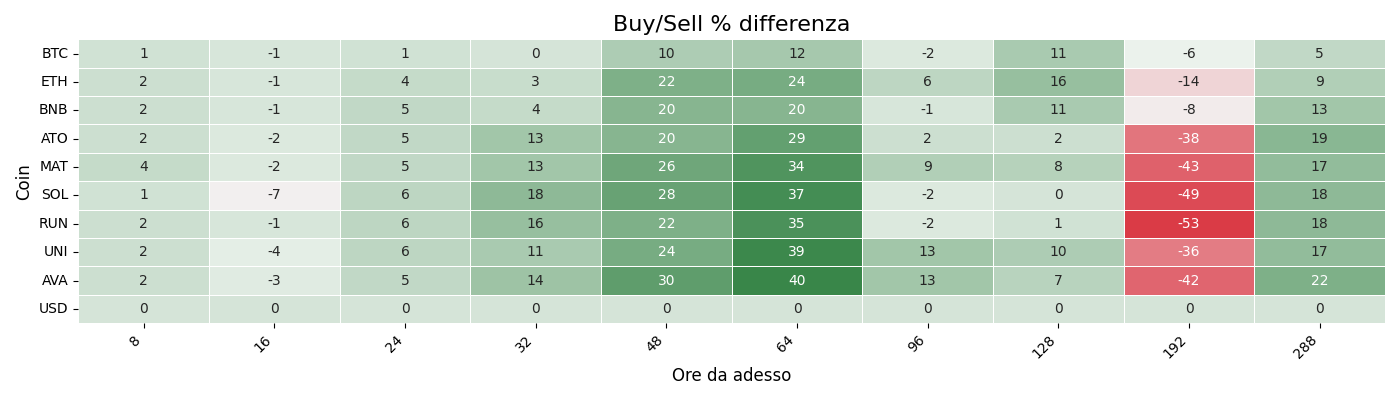 Buy/Sell % differenza
Coin
BTC 1 -1 1 0 10 12 -2 11 -6 5
ETH 2 -1 4 3 22 24 6 16 -14 9
BNB 2 -1 5 4 20 20 -1 11 -8 13
ATO 2 -2 5 13 20 29 2 2 -38 19
MAT 4 -2 5 13 26 34 9 8 -43 17
SOL 1 -7 6 18 28 37 -2 0 -49 18
RUN 2 -1 6 16 22 35 -2 1 -53 18
UNI 2 -4 6 11 24 39 13 10 -36 17
AVA 2 -3 5 14 30 40 13 7 -42 22
USD 0 0 0 0 0 0 0 0 0 0
8 16 24 32 48 64 96 128 192 288
Ore da adesso